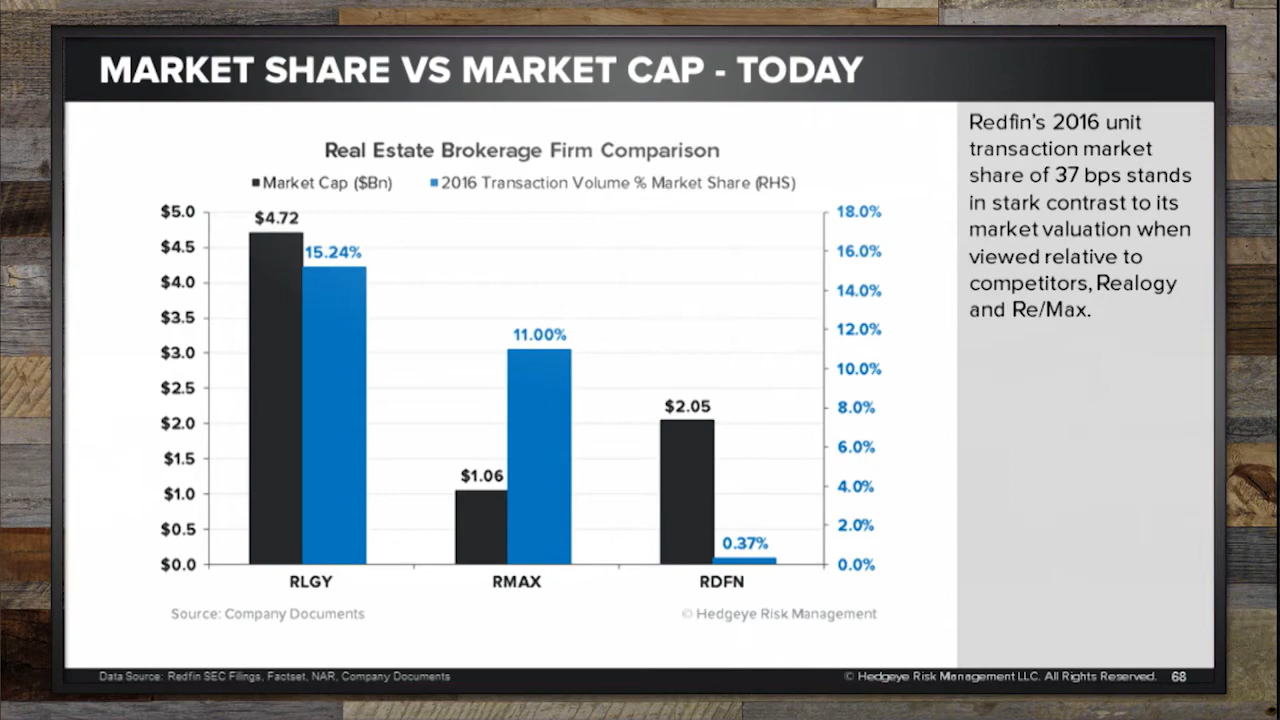 MARKET SHARE VS MARKET CAP - TODAY
Real Estate Brokerage Firm Comparison
Market Cap ($Bn) 2016 Transaction Volume % Market Share (RHS)
$5.0
$4.5
$4.0
$3.5
$3.0
$2.5
$2.0
$1.5
$1.0
$0.5
$0.0
$4.72
15.24%
$1.06
11.00%
$2.05
0.37%
18.0%
16.0%
14.0%
12.0%
10.0%
8.0%
6.0%
4.0%
2.0%
0.0%
RLGY RMAX RDFN
Source: Company Documents © Hedgeye Risk Management
Redfin's 2016 unit
transaction market
share of 37 bps stands
in stark contrast to its
market valuation when
viewed relative to
competitors, Realogy
and Re/Max.
Data Source: Redfin SEC Filings, Factset, NAR, Company Documents © Hedgeye Risk Management LLC. All Rights Reserved. 68